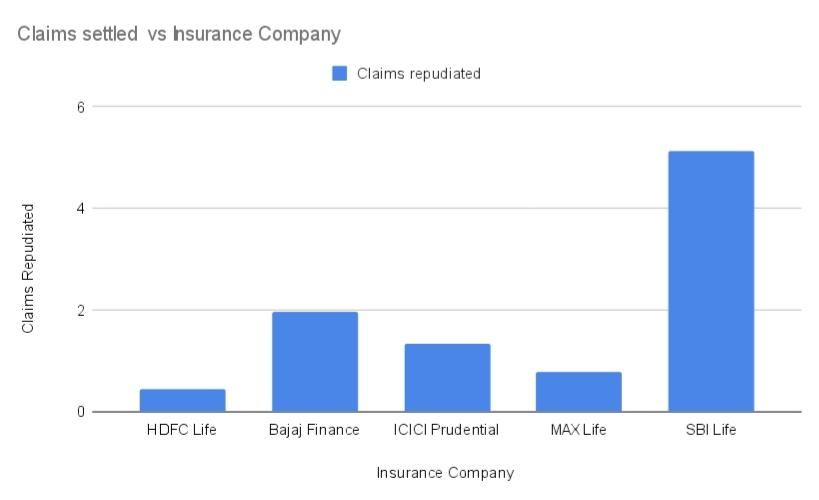 Claims settled vs Insurance Company
Claims repudiated
6
4
2
0
Claims Repudiated
HDFC Life
Bajaj Finance
ICICI Prudential
MAX Life
SBI Life
Insurance Company